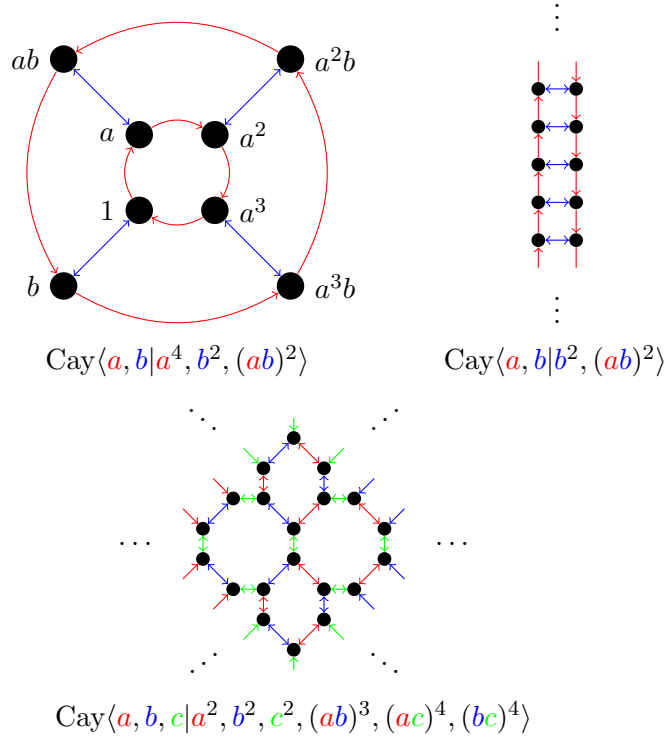 ab a²b
a a²
1 a³
b a³b
Cay⟨a, b|a⁴, b², (ab)²⟩ Cay⟨a, b|b², (ab)²⟩
Cay⟨a, b, c|a², b², c², (ab)³, (ac)⁴, (bc)⁴⟩